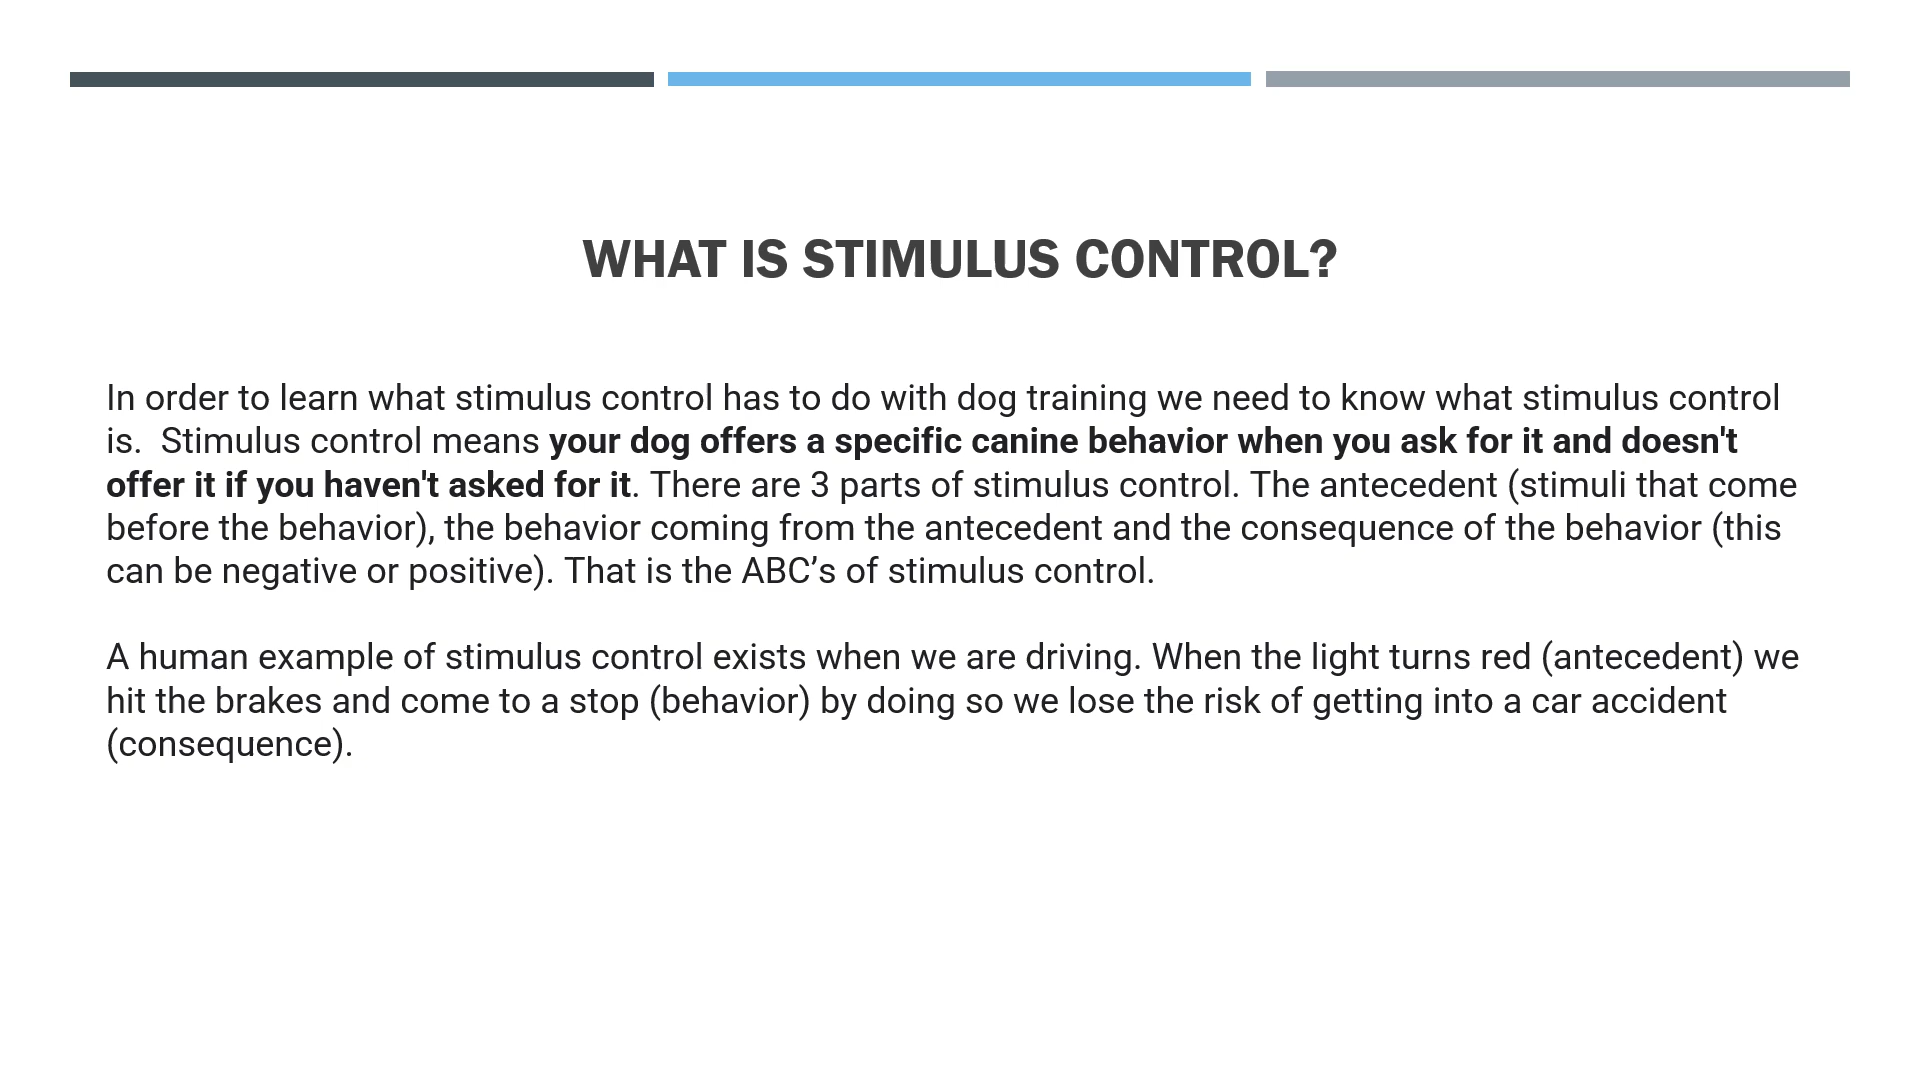 WHAT IS STIMULUS CONTROL?
In order to learn what stimulus control has to do with dog training we need to know what stimulus control
is.  Stimulus control means your dog offers a specific canine behavior when you ask for it and doesn't
offer it if you haven't asked for it. There are 3 parts of stimulus control. The antecedent (stimuli that come
before the behavior), the behavior coming from the antecedent and the consequence of the behavior (this
can be negative or positive). That is the ABC’s of stimulus control.
A human example of stimulus control exists when we are driving. When the light turns red (antecedent) we
hit the brakes and come to a stop (behavior) by doing so we lose the risk of getting into a car accident
(consequence).